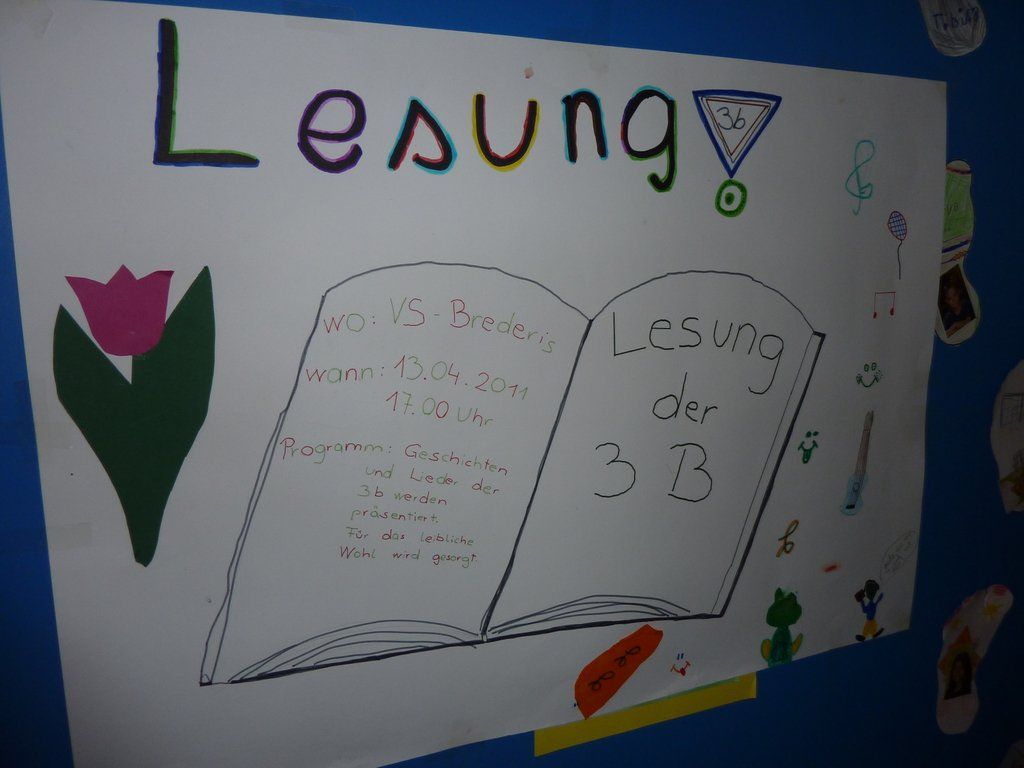 Lesung
3b
wo: VS-Brederis
wann: 13.04.2011
17.00 Uhr
Programm: Geschichten
und Lieder der
3b werden
präsentiert.
Für das leibliche
Wohl wird gesorgt.
Lesung
der
3 B